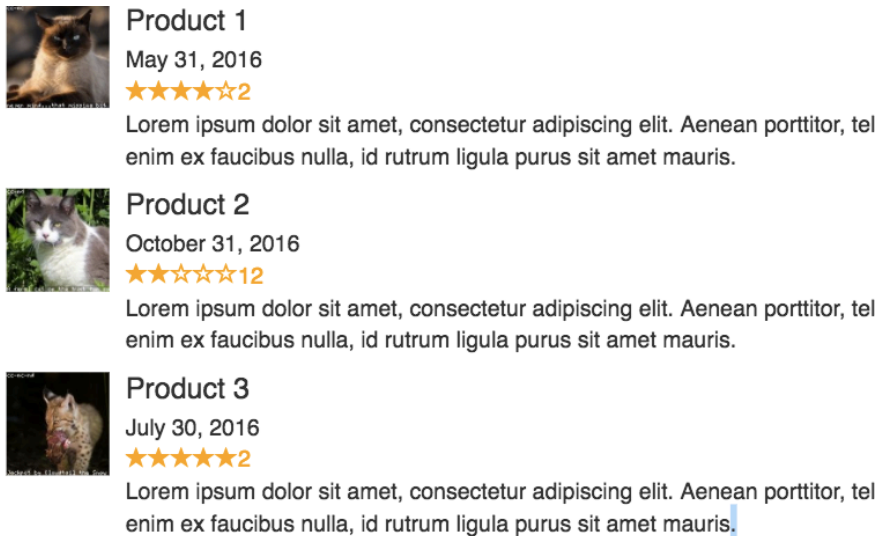 Product 1
May 31, 2016
★★★★☆2
Lorem ipsum dolor sit amet, consectetur adipiscing elit. Aenean porttitor, tel
enim ex faucibus nulla, id rutrum ligula purus sit amet mauris.
Product 2
October 31, 2016
★★☆☆☆12
Lorem ipsum dolor sit amet, consectetur adipiscing elit. Aenean porttitor, tel
enim ex faucibus nulla, id rutrum ligula purus sit amet mauris.
Product 3
July 30, 2016
★★★★★2
Lorem ipsum dolor sit amet, consectetur adipiscing elit. Aenean porttitor, tel
enim ex faucibus nulla, id rutrum ligula purus sit amet mauris.